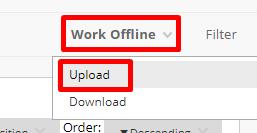 Work Offline Filter
Upload
Download
Order:
Descending